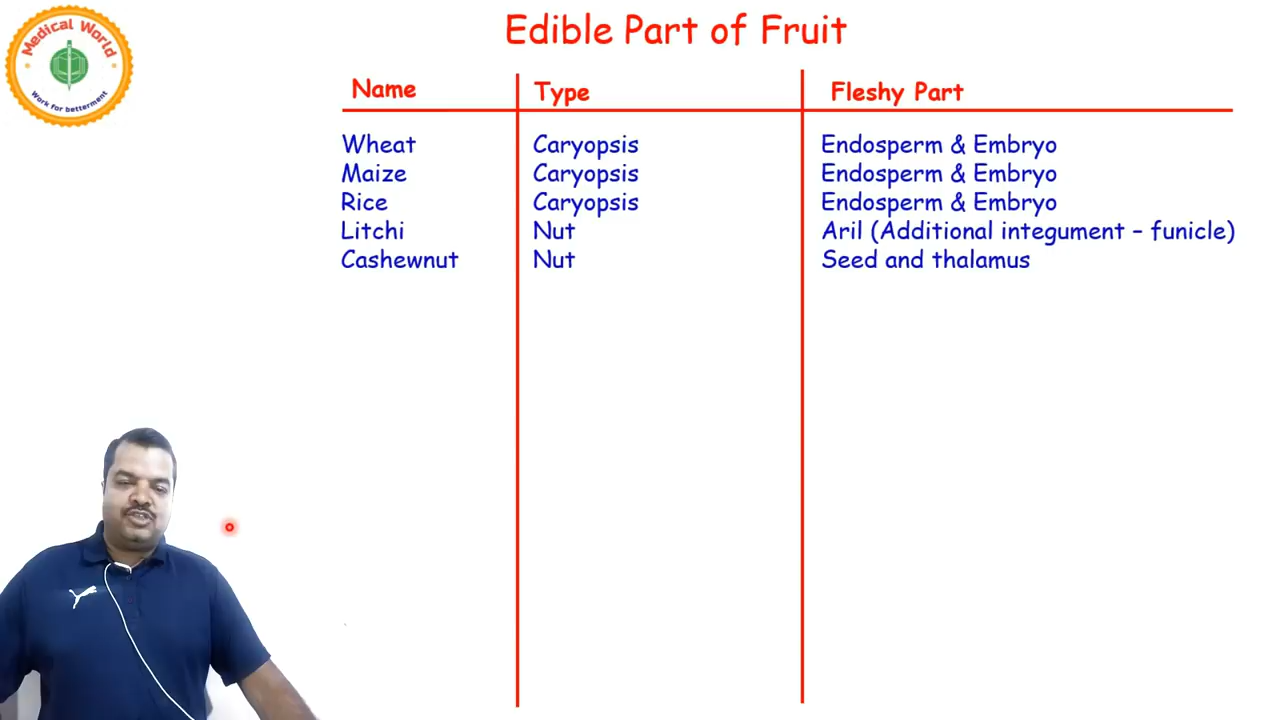 Medical World
Work for betterment
Edible Part of Fruit
Name Type Fleshy Part
Wheat Caryopsis Endosperm & Embryo
Maize Caryopsis Endosperm & Embryo
Rice Caryopsis Endosperm & Embryo
Litchi Nut Aril (Additional integument – funicle)
Cashewnut Nut Seed and thalamus